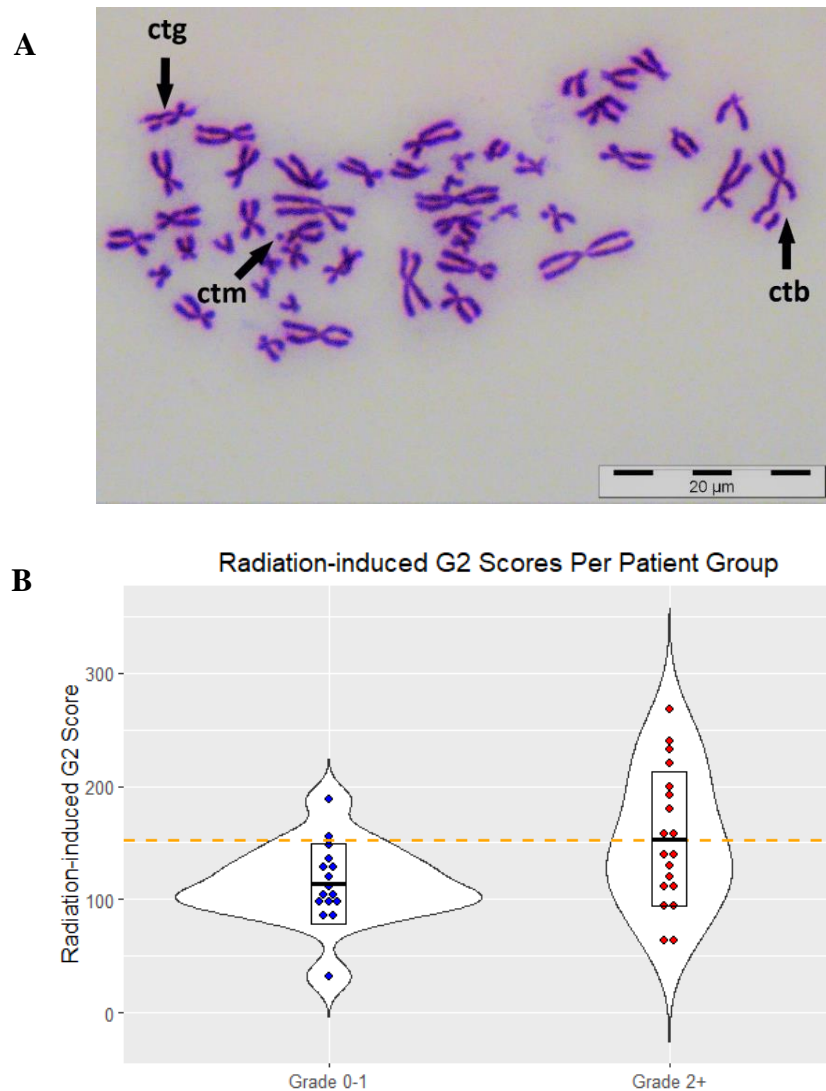 A
ctg
ctm
ctb
20 µm
B
Radiation-induced G2 Scores Per Patient Group
Radiation-induced G2 Score
300
200
100
0
Grade 0-1
Grade 2+